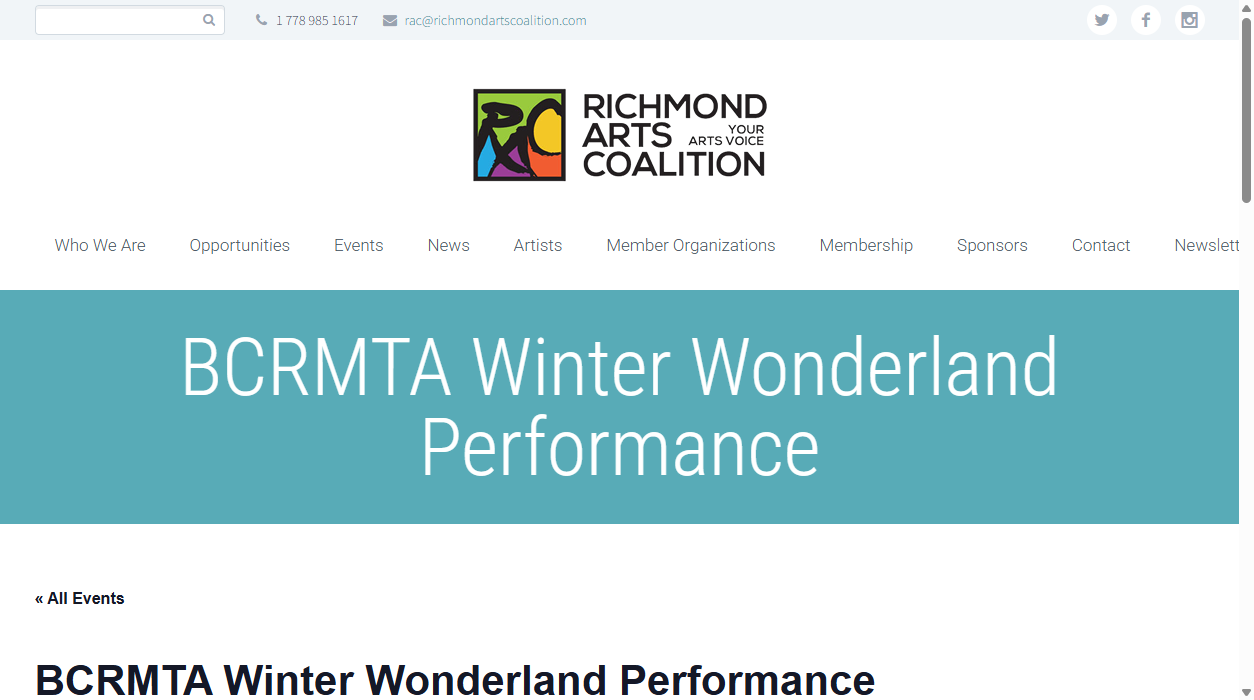 1 778 985 1617
rac@richmondartscoalition.com
RICHMOND
ARTS
YOUR
ARTS VOICE
COALITION
Who We Are
Opportunities
Events
News
Artists
Member Organizations
Membership
Sponsors
Contact
Newslett
BCRMTA Winter Wonderland
Performance
« All Events
BCRMTA Winter Wonderland Performance